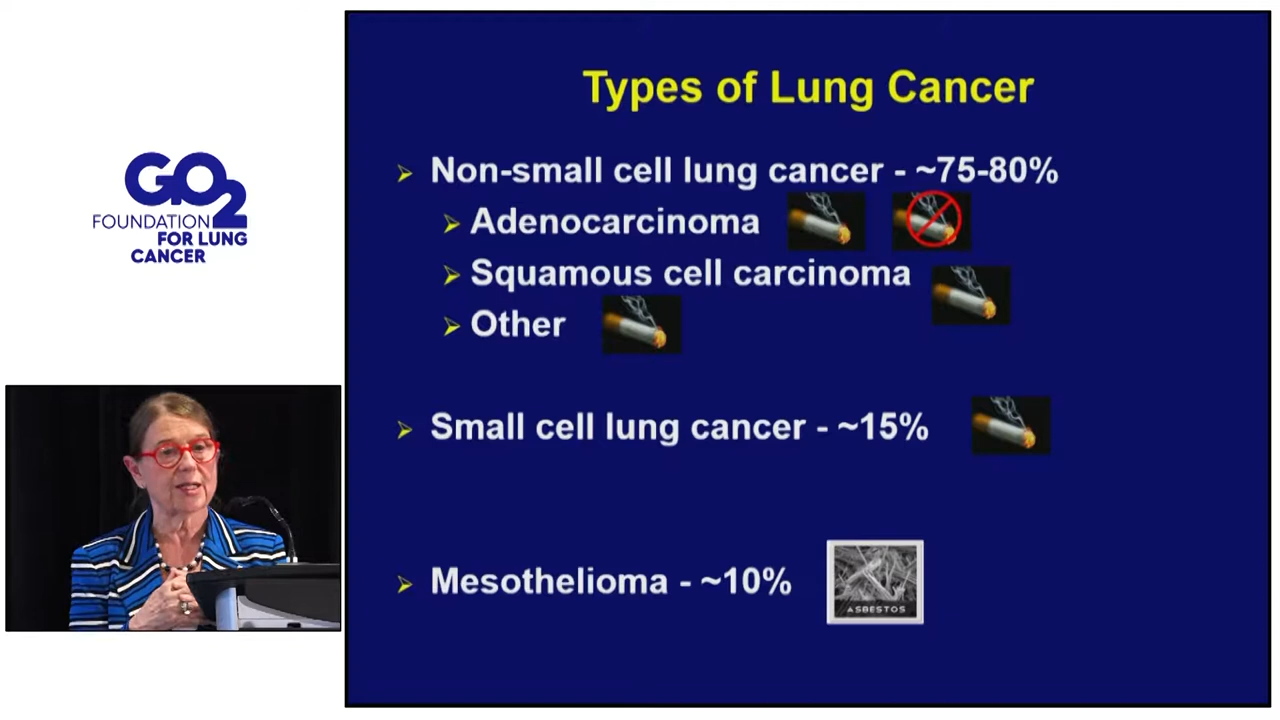 GO2
FOUNDATION
FOR LUNG
CANCER
Types of Lung Cancer
Non-small cell lung cancer - ~75-80%
Adenocarcinoma
Squamous cell carcinoma
Other
Small cell lung cancer - ~15%
Mesothelioma - ~10%
ASBESTOS